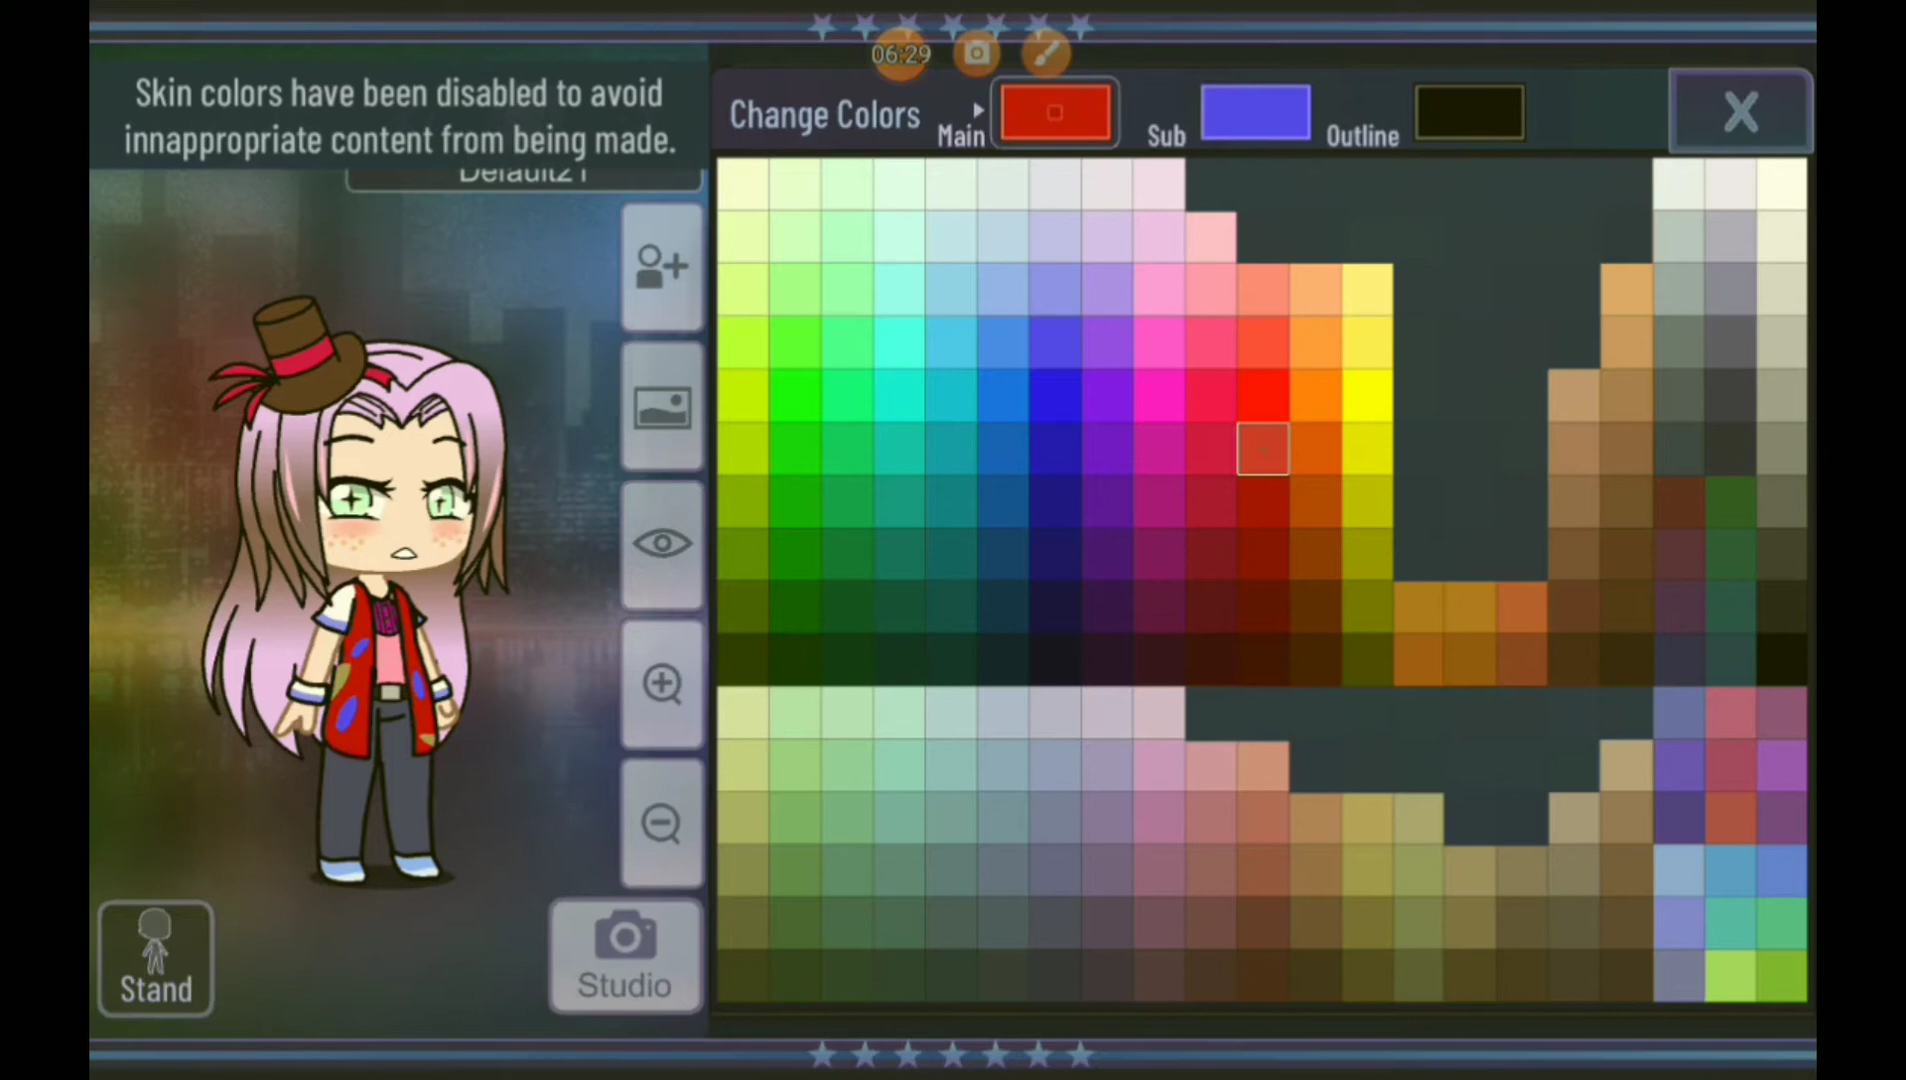 06:29
Skin colors have been disabled to avoid
innappropriate content from being made.
Default21
Change Colors
Main
Sub
Outline
X
Stand
Studio